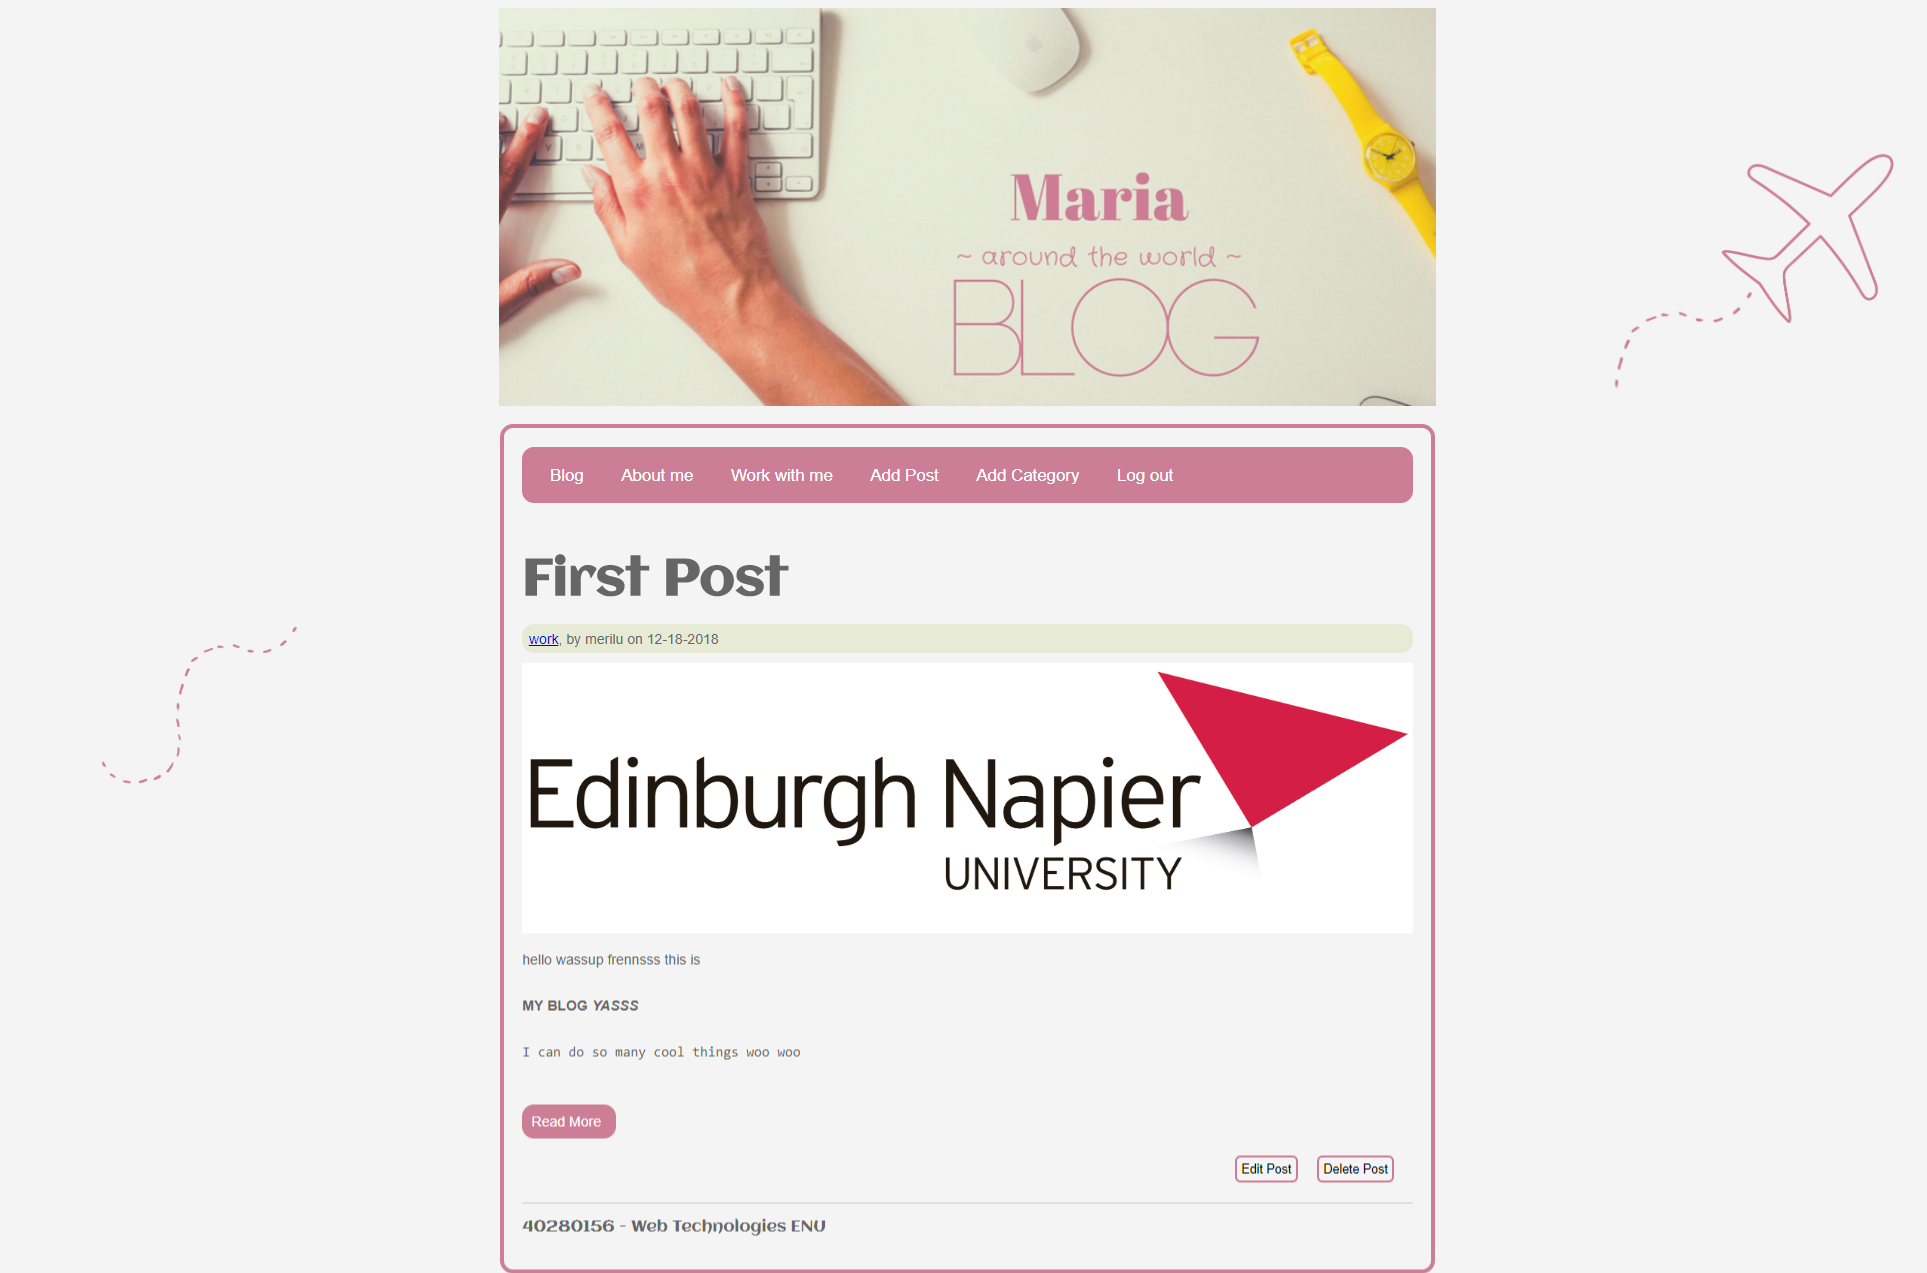 Maria
~ around the world ~
BLOG
Blog About me Work with me Add Post Add Category Log out
First Post
work, by merilu on 12-18-2018
Edinburgh Napier
UNIVERSITY
hello wassup frennsss this is
MY BLOG YASSS
I can do so many cool things woo woo
Read More
Edit Post Delete Post
40280156 - Web Technologies ENU